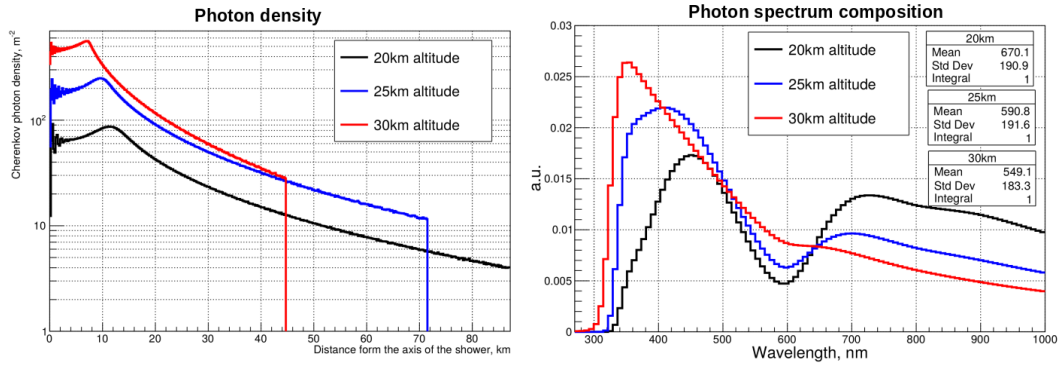 Photon density
Cherenkov photon density, m-2
10²
10
1
0 10 20 30 40 50 60 70 80
Distance form the axis of the shower, km
20km altitude
25km altitude
30km altitude
Photon spectrum composition
a.u.
0.03
0.025
0.02
0.015
0.01
0.005
0
300 400 500 600 700 800 900 1000
Wavelength, nm
20km altitude
25km altitude
30km altitude
20km
Mean 670.1
Std Dev 190.9
Integral 1
25km
Mean 590.8
Std Dev 191.6
Integral 1
30km
Mean 549.1
Std Dev 183.3
Integral 1